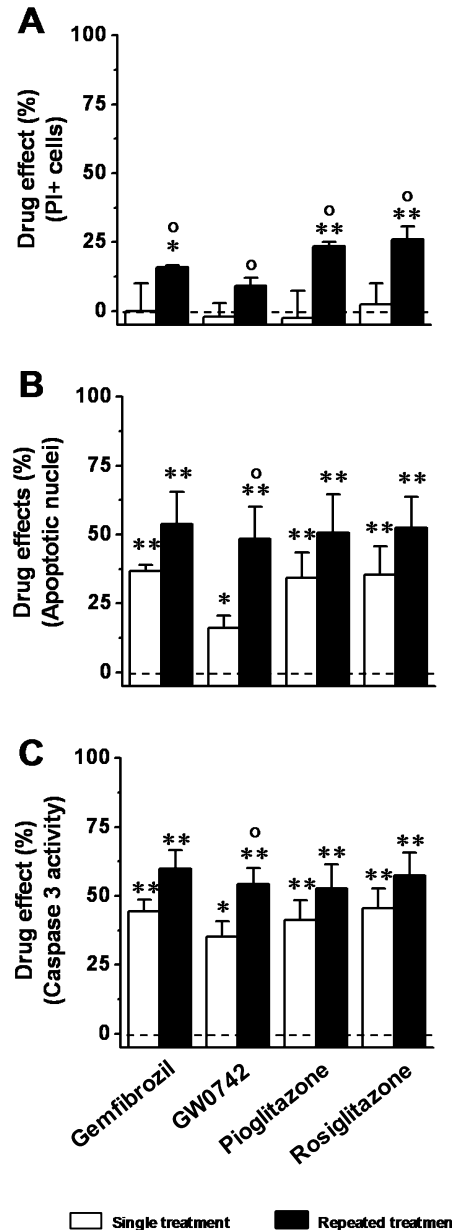 A
100
75
50
25
0
Drug effect (%)
(PI+ cells)
o
*
o
o
**
o
**
B
100
75
50
25
0
Drug effects (%)
(Apoptotic nuclei)
**
**
*
o
**
**
**
**
**
C
100
75
50
25
0
Drug effect (%)
(Caspase 3 activity)
**
**
*
o
**
**
**
**
**
Gemfibrozil
GW0742
Pioglitazone
Rosiglitazone
Single treatment
Repeated treatmen